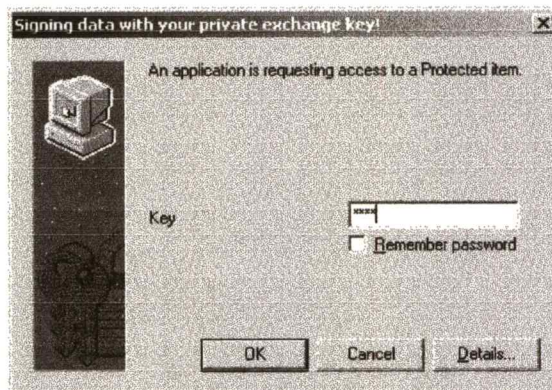 Signing data with your private exchange key!
An application is requesting access to a Protected item.
Key
xxxx
Remember password
OK Cancel Details...